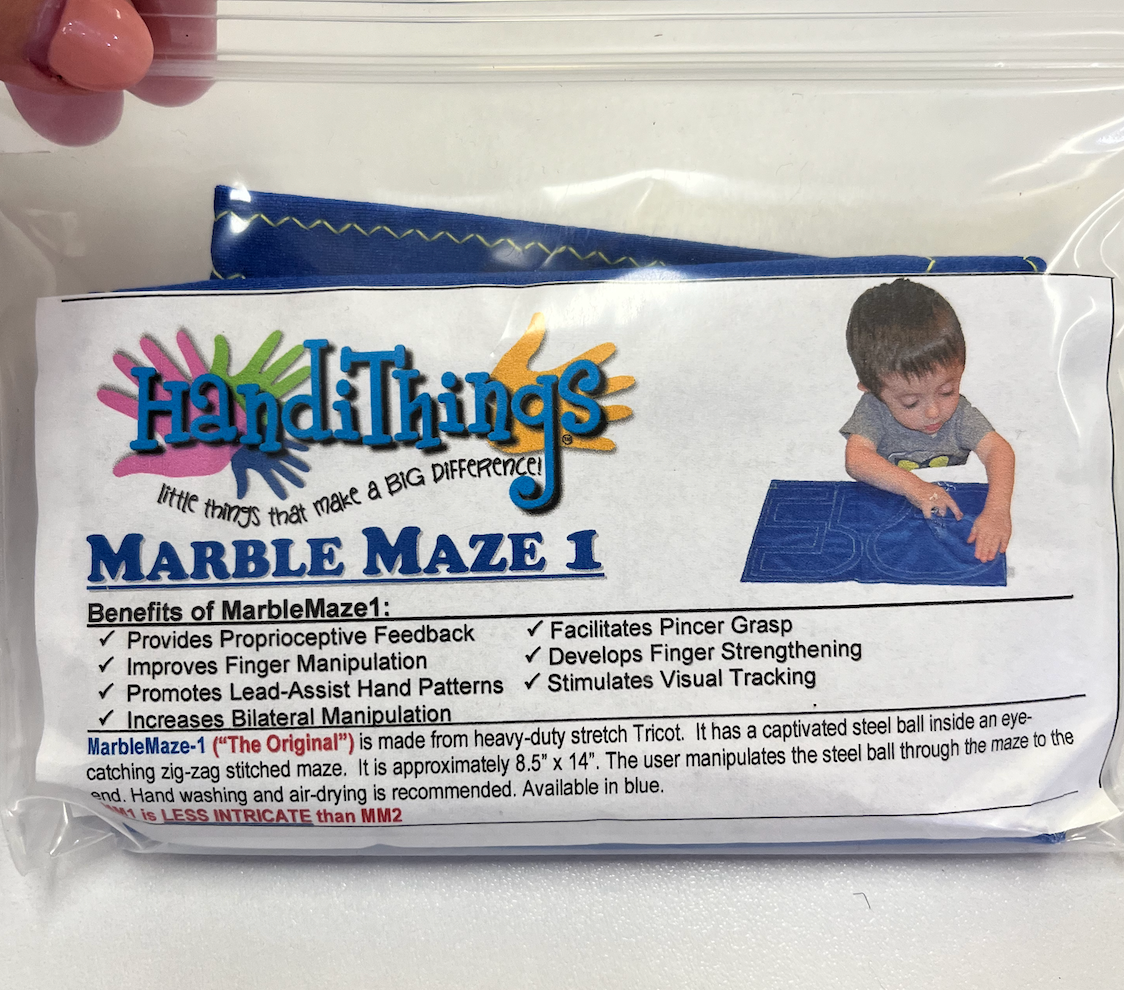 HandiThings
little things that make a BIG DIFFERENCE!
MARBLE MAZE 1
Benefits of MarbleMaze1:
✓ Provides Proprioceptive Feedback
✓ Improves Finger Manipulation
✓ Promotes Lead-Assist Hand Patterns
✓ Increases Bilateral Manipulation
✓ Facilitates Pincer Grasp
✓ Develops Finger Strengthening
✓ Stimulates Visual Tracking
MarbleMaze-1 (“The Original”) is made from heavy-duty stretch Tricot. It has a captivated steel ball inside an eye-
catching zig-zag stitched maze. It is approximately 8.5” x 14”. The user manipulates the steel ball through the maze to the
end. Hand washing and air-drying is recommended. Available in blue.
MM1 is LESS INTRICATE than MM2